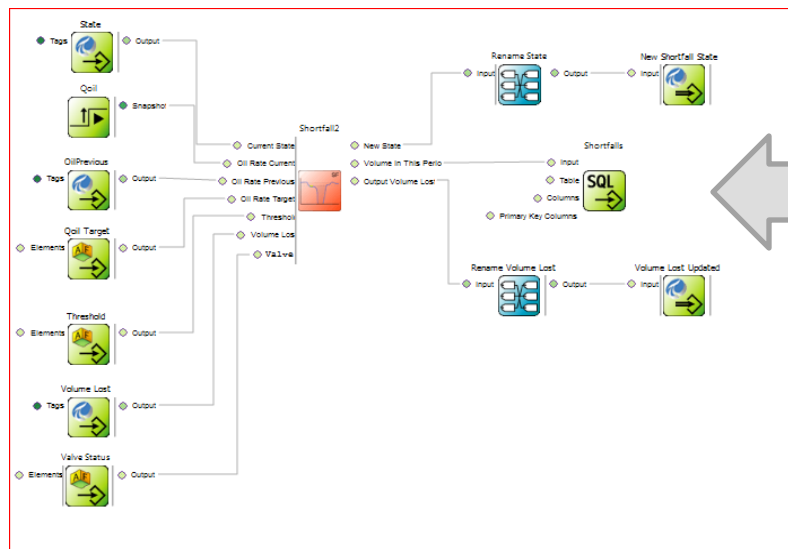 State
Tags
Output
Qoil
Snapshot
OilPrevious
Tags
Output
Qoil Target
Elements
Output
Threshold
Elements
Output
Volume Lost
Tags
Output
Valve Status
Elements
Output
Shortfall2
SF
Current State
Oil Rate Current
Oil Rate Previous
Oil Rate Target
Threshol
Volume Los
Valve
New State
Volume In This Perio
Output Volume Los
Rename State
Input
Output
New Shortfall State
Input
Shortfalls
Input
Table
SQL
Columns
Primary Key Columns
Rename Volume Lost
Input
Output
Volume Lost Updated
Input